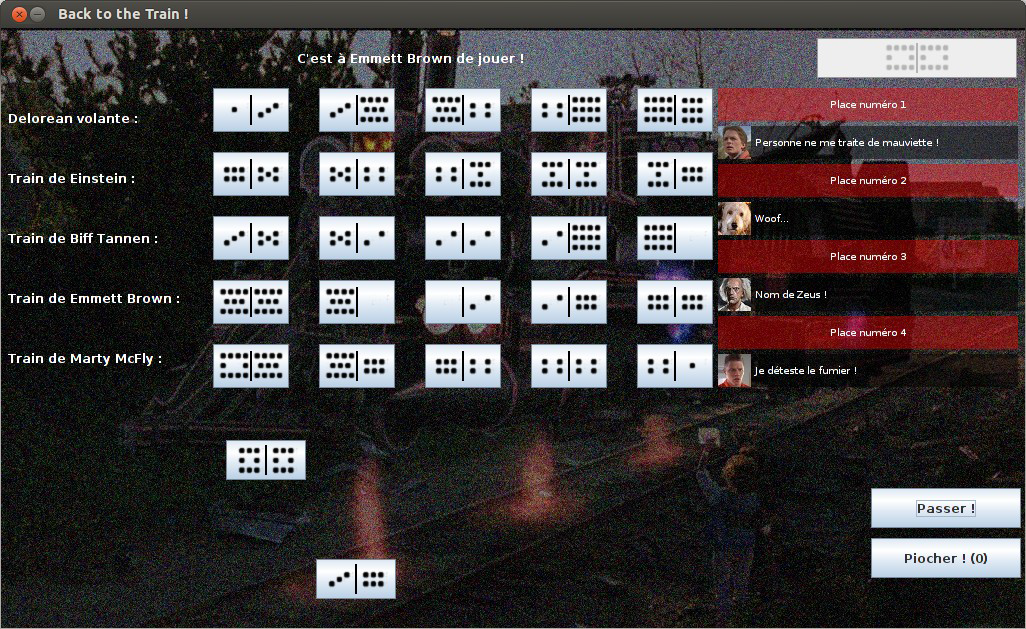 Back to the Train !
C'est à Emmett Brown de jouer !
Delorean volante :
Train de Einstein :
Train de Biff Tannen :
Train de Emmett Brown :
Train de Marty McFly :
Place numéro 1
Personne ne me traite de mauviette !
Place numéro 2
Woof...
Place numéro 3
Nom de Zeus !
Place numéro 4
Je déteste le fumier !
Passer !
Piocher ! (0)